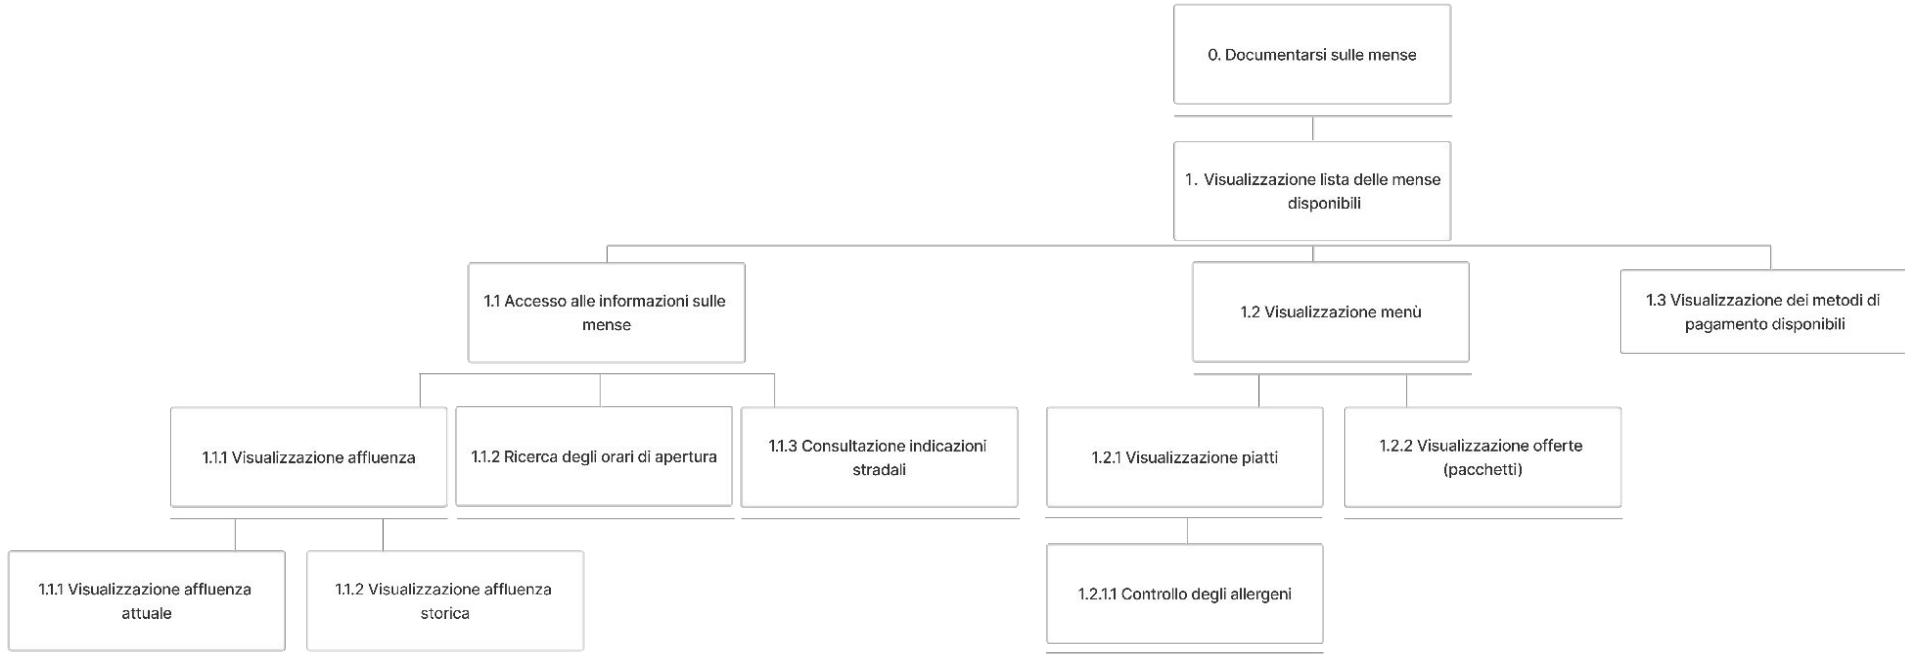 0. Documentarsi sulle mense
1. Visualizzazione lista delle mense
disponibili
1.1 Accesso alle informazioni sulle
mense
1.2 Visualizzazione menù
1.3 Visualizzazione dei metodi di
pagamento disponibili
1.1.1 Visualizzazione affluenza
1.1.2 Ricerca degli orari di apertura
1.1.3 Consultazione indicazioni
stradali
1.2.1 Visualizzazione piatti
1.2.2 Visualizzazione offerte
(pacchetti)
1.1.1 Visualizzazione affluenza
attuale
1.1.2 Visualizzazione affluenza
storica
1.2.1.1 Controllo degli allergeni